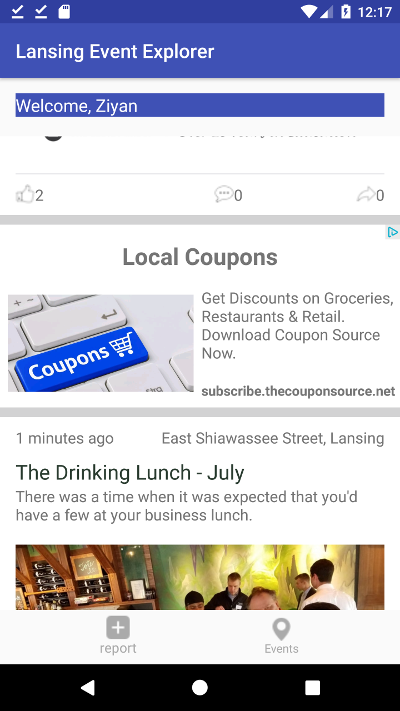 12:17
Lansing Event Explorer
Welcome, Ziyan
2
0
0
Local Coupons
Coupons
Get Discounts on Groceries,
Restaurants & Retail.
Download Coupon Source
Now.
subscribe.thecouponsource.net
1 minutes ago
East Shiawassee Street, Lansing
The Drinking Lunch - July
There was a time when it was expected that you'd
have a few at your business lunch.
report
Events